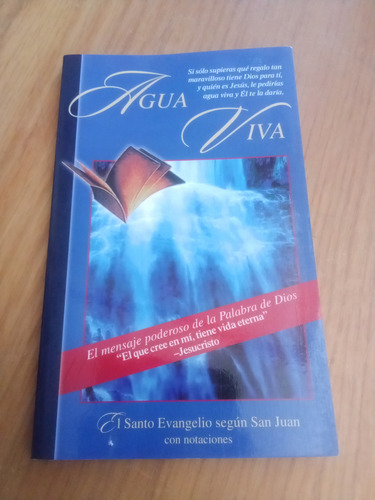 Si sólo supieras qué regalo tan
maravilloso tiene Dios para ti,
y quién es Jesús, le pedirías
agua viva y Él te la daría.
AGUA
VIVA
El mensaje poderoso de la Palabra de Dios
“El que cree en mí, tiene vida eterna”
–Jesucristo
El Santo Evangelio según San Juan
con notaciones